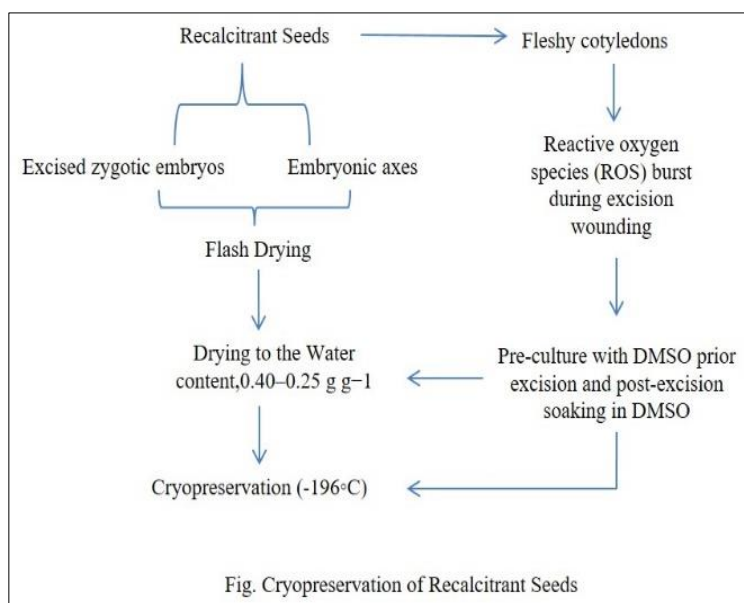 Recalcitrant Seeds
Fleshy cotyledons
Excised zygotic embryos
Embryonic axes
Reactive oxygen
species (ROS) burst
during excision
wounding
Flash Drying
Drying to the Water
content,0.40–0.25 g g−1
Pre-culture with DMSO prior
excision and post-excision
soaking in DMSO
Cryopreservation (-196◦C)
Fig. Cryopreservation of Recalcitrant Seeds